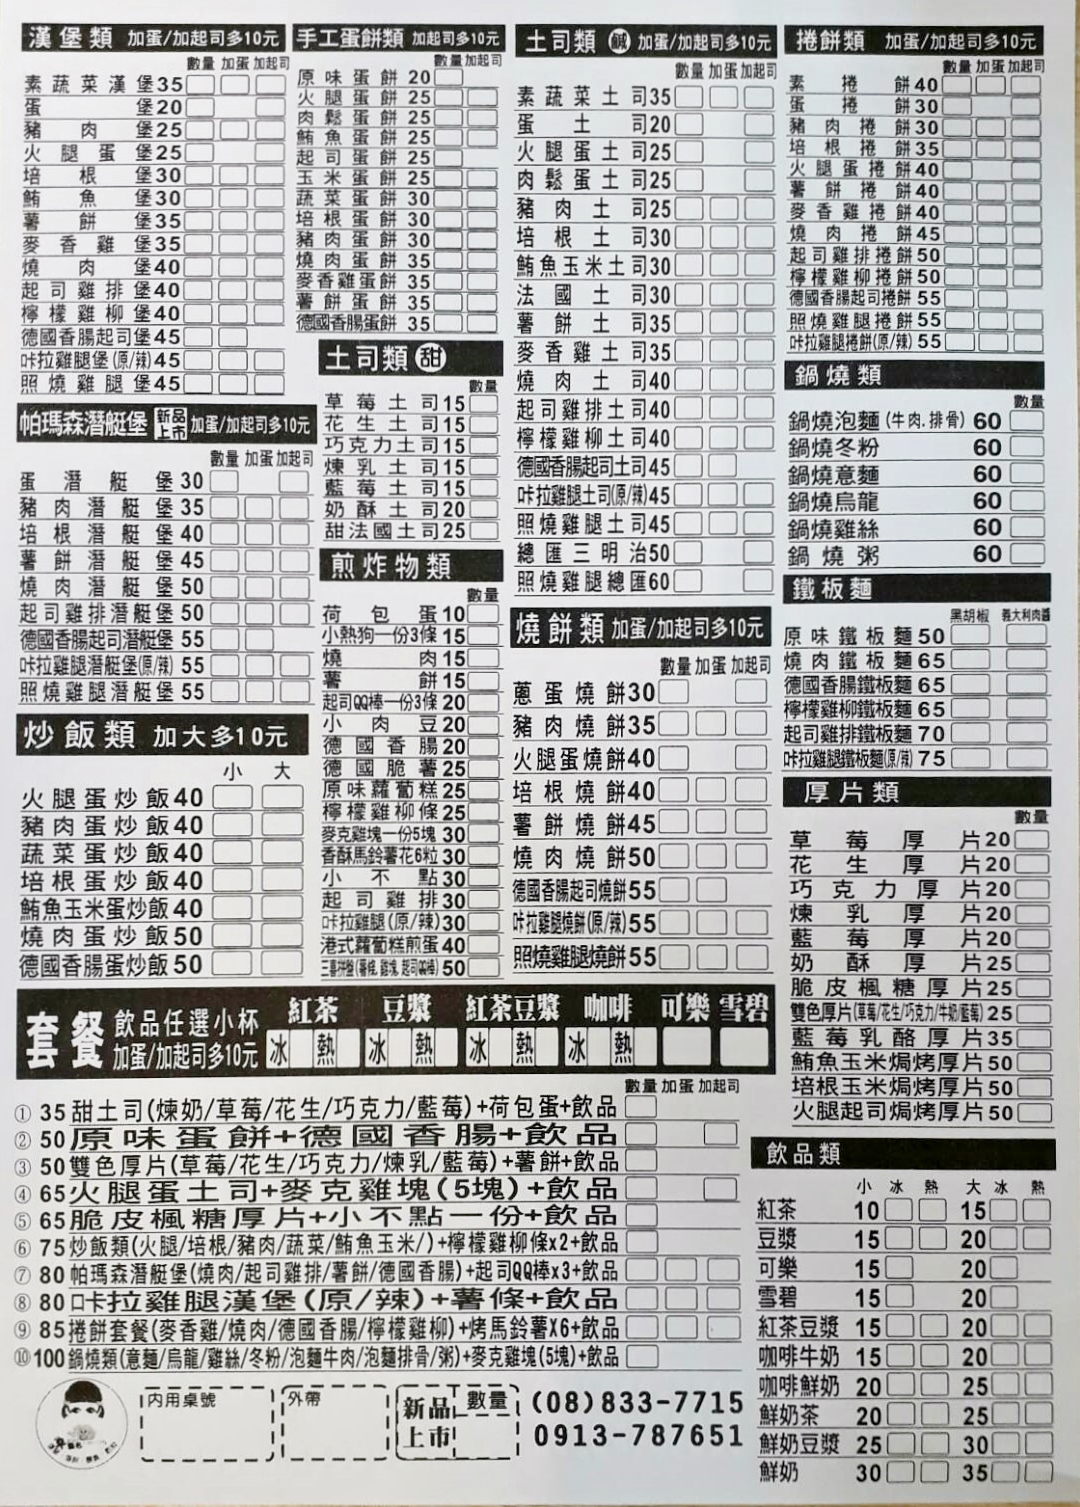 漢堡類 加蛋/加起司多10元
數量 加蛋 加起司
素蔬菜漢堡35
蛋堡20
豬肉堡25
火腿蛋堡25
培根堡30
鮪魚堡30
薯餅堡35
麥香雞堡35
燒肉堡40
起司雞排堡40
檸檬雞柳堡40
德國香腸起司堡45
咔拉雞腿堡(原/辣)45
照燒雞腿堡45
帕瑪森潛艇堡 新品上市 加蛋/加起司多10元
數量 加蛋 加起司
蛋潛艇堡30
豬肉潛艇堡35
培根潛艇堡40
薯餅潛艇堡45
燒肉潛艇堡50
起司雞排潛艇堡50
德國香腸起司潛艇堡55
咔拉雞腿潛艇堡(原/辣)55
照燒雞腿潛艇堡55
炒飯類 加大多10元
小 大
火腿蛋炒飯40
豬肉蛋炒飯40
蔬菜蛋炒飯40
培根蛋炒飯40
鮪魚玉米蛋炒飯40
燒肉蛋炒飯50
德國香腸蛋炒飯50
手工蛋餅類 加起司多10元
數量 加起司
原味蛋餅20
火腿蛋餅25
肉鬆蛋餅25
鮪魚蛋餅25
起司蛋餅25
玉米蛋餅25
蔬菜蛋餅30
培根蛋餅30
豬肉蛋餅30
燒肉蛋餅35
麥香雞蛋餅35
薯餅蛋餅35
德國香腸蛋餅35
土司類 甜
數量
草莓土司15
花生土司15
巧克力土司15
煉乳土司15
藍莓土司15
奶酥土司20
甜法國土司25
煎炸物類
數量
荷包蛋10
小熱狗一份3條15
燒肉15
薯餅15
起司QQ棒一份3條20
小肉豆20
德國香腸20
德國脆薯25
原味蘿蔔糕25
檸檬雞柳條25
麥克雞塊一份5塊30
香酥馬鈴薯花6粒30
小不點30
起司雞排30
咔拉雞腿(原/辣)30
港式蘿蔔糕煎蛋40
三喜拼盤(薯條.雞塊.起司QQ棒)50
土司類 鹹 加蛋/加起司多10元
數量 加蛋 加起司
素蔬菜土司35
蛋土司20
火腿蛋土司25
肉鬆蛋土司25
豬肉土司25
培根土司30
鮪魚玉米土司30
法國土司30
薯餅土司35
麥香雞土司35
燒肉土司40
起司雞排土司40
檸檬雞柳土司40
德國香腸起司土司45
咔拉雞腿土司(原/辣)45
照燒雞腿土司45
總匯三明治50
照燒雞腿總匯60
燒餅類 加蛋/加起司多10元
數量 加蛋 加起司
蔥蛋燒餅30
豬肉燒餅35
火腿蛋燒餅40
培根燒餅40
薯餅燒餅45
燒肉燒餅50
德國香腸起司燒餅55
咔拉雞腿燒餅(原/辣)55
照燒雞腿燒餅55
捲餅類 加蛋/加起司多10元
數量 加蛋 加起司
素捲餅40
蛋捲餅30
豬肉捲餅30
培根捲餅35
火腿蛋捲餅40
薯餅捲餅40
麥香雞捲餅40
燒肉捲餅45
起司雞排捲餅50
檸檬雞柳捲餅50
德國香腸起司捲餅55
照燒雞腿捲餅55
咔拉雞腿捲餅(原/辣)55
鍋燒類
數量
鍋燒泡麵(牛肉.排骨)60
鍋燒冬粉60
鍋燒意麵60
鍋燒烏龍60
鍋燒雞絲60
鍋燒粥60
鐵板麵
黑胡椒 義大利肉醬
原味鐵板麵50
燒肉鐵板麵65
德國香腸鐵板麵65
檸檬雞柳鐵板麵65
起司雞排鐵板麵70
咔拉雞腿鐵板麵(原/辣)75
厚片類
數量
草莓厚片20
花生厚片20
巧克力厚片20
煉乳厚片20
藍莓厚片20
奶酥厚片25
脆皮楓糖厚片25
雙色厚片(草莓/花生/巧克力/牛奶/藍莓)25
藍莓乳酪厚片35
鮪魚玉米焗烤厚片50
培根玉米焗烤厚片50
火腿起司焗烤厚片50
套餐 飲品任選小杯 加蛋/加起司多10元
紅茶 豆漿 紅茶豆漿 咖啡 可樂 雪碧
冰 熱 冰 熱 冰 熱 冰 熱
數量 加蛋 加起司
① 35甜土司(煉奶/草莓/花生/巧克力/藍莓)+荷包蛋+飲品
② 50原味蛋餅+德國香腸+飲品
③ 50雙色厚片(草莓/花生/巧克力/煉乳/藍莓)+薯餅+飲品
④ 65火腿蛋土司+麥克雞塊(5塊)+飲品
⑤ 65脆皮楓糖厚片+小不點一份+飲品
⑥ 75炒飯類(火腿/培根/豬肉/蔬菜/鮪魚玉米/)+檸檬雞柳條x2+飲品
⑦ 80帕瑪森潛艇堡(燒肉/起司雞排/薯餅/德國香腸)+起司QQ棒x3+飲品
⑧ 80咔拉雞腿漢堡(原/辣)+薯條+飲品
⑨ 85捲餅套餐(麥香雞/燒肉/德國香腸/檸檬雞柳)+烤馬鈴薯X6+飲品
⑩ 100鍋燒類(意麵/烏龍/雞絲/冬粉/泡麵牛肉/泡麵排骨/粥)+麥克雞塊(5塊)+飲品
飲品類
小 冰 熱 大 冰 熱
紅茶 10 15
豆漿 15 20
可樂 15 20
雪碧 15 20
紅茶豆漿 15 20
咖啡牛奶 15 20
咖啡鮮奶 20 25
鮮奶茶 20 25
鮮奶豆漿 25 30
鮮奶 30 35
內用桌號
外帶
新品上市 數量
(08)833-7715
0913-787651